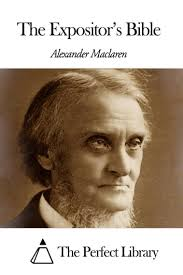 The Expositor's Bible
Alexander Maclaren
The Perfect Library